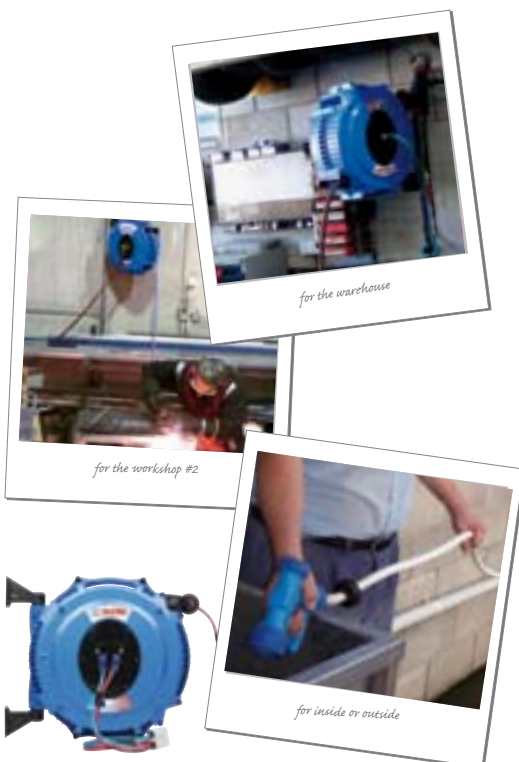 for the warehouse
for the workshop #2
for inside or outside